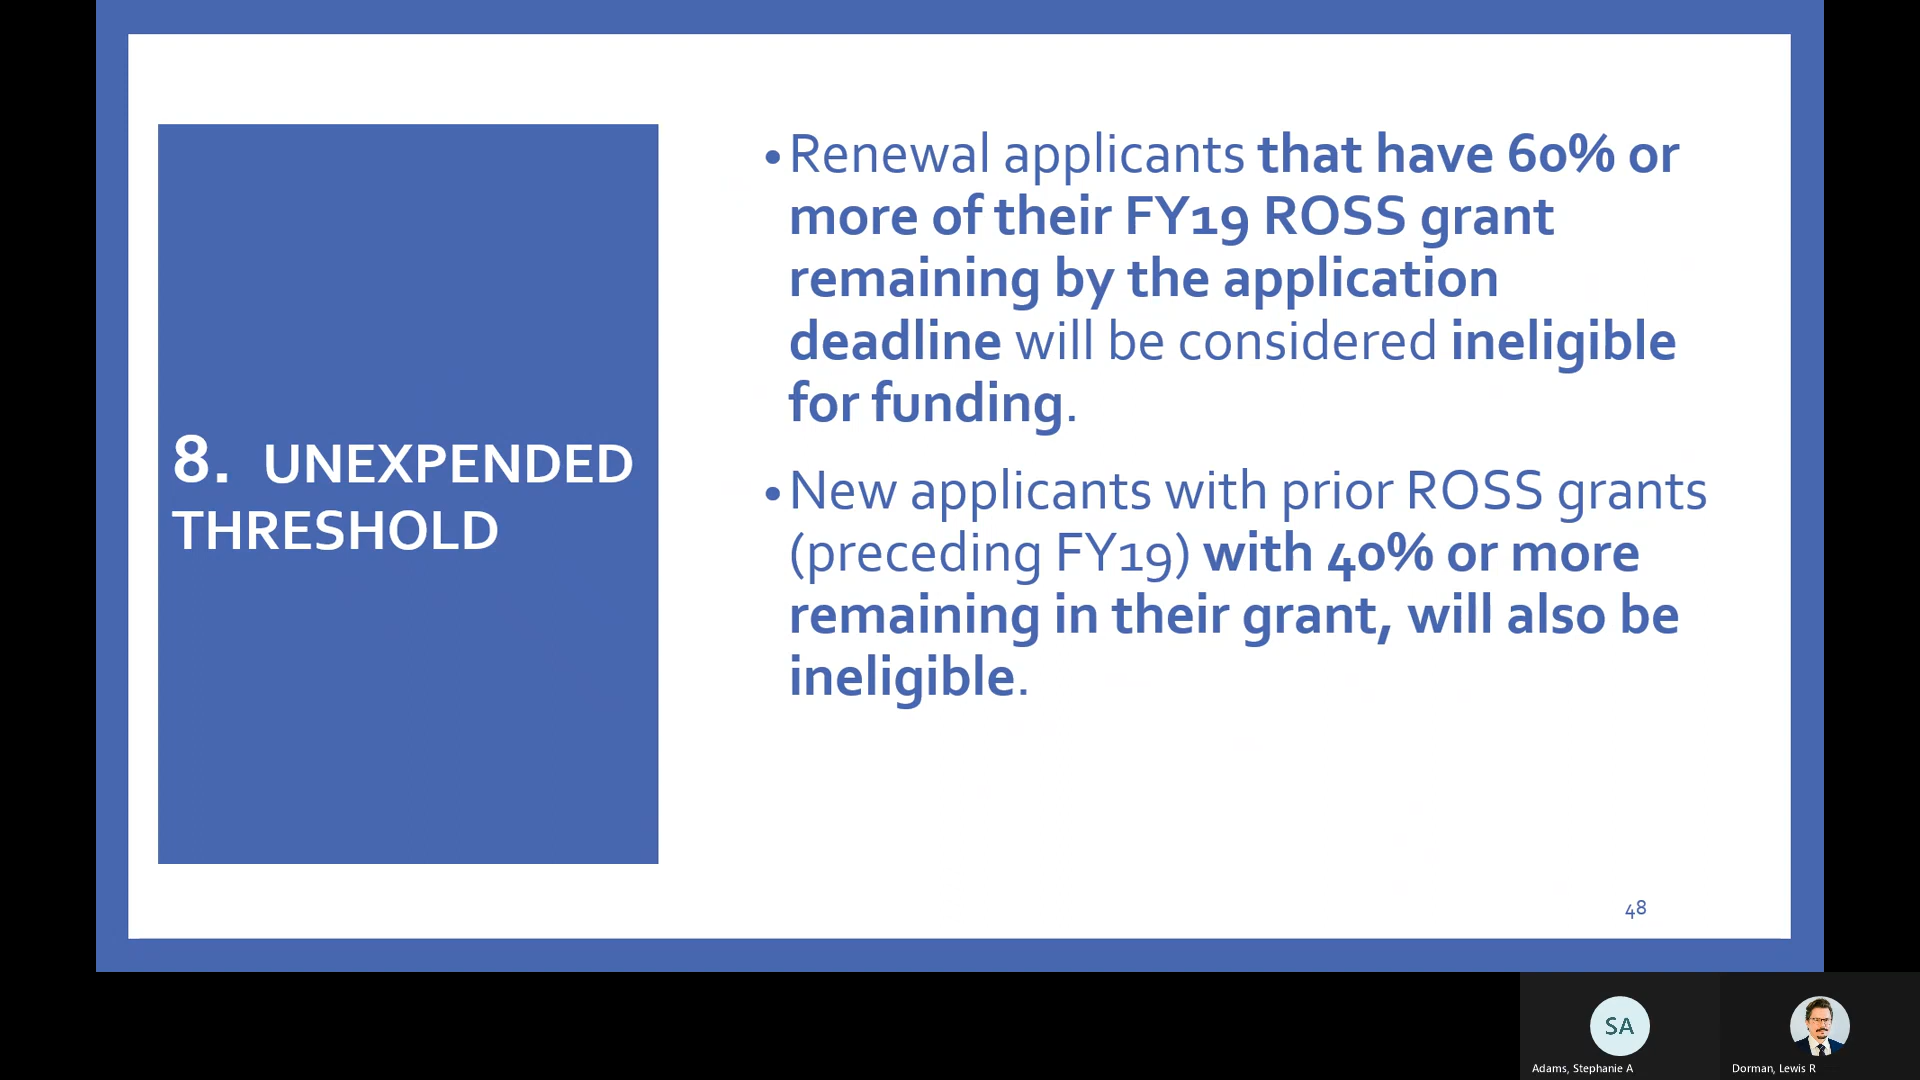 8. UNEXPENDED
THRESHOLD
•Renewal applicants that have 60% or
more of their FY19 ROSS grant
remaining by the application
deadline will be considered ineligible
for funding.
•New applicants with prior ROSS grants
(preceding FY19) with 40% or more
remaining in their grant, will also be
ineligible.
48
SA
Adams, Stephanie A
Dorman, Lewis R